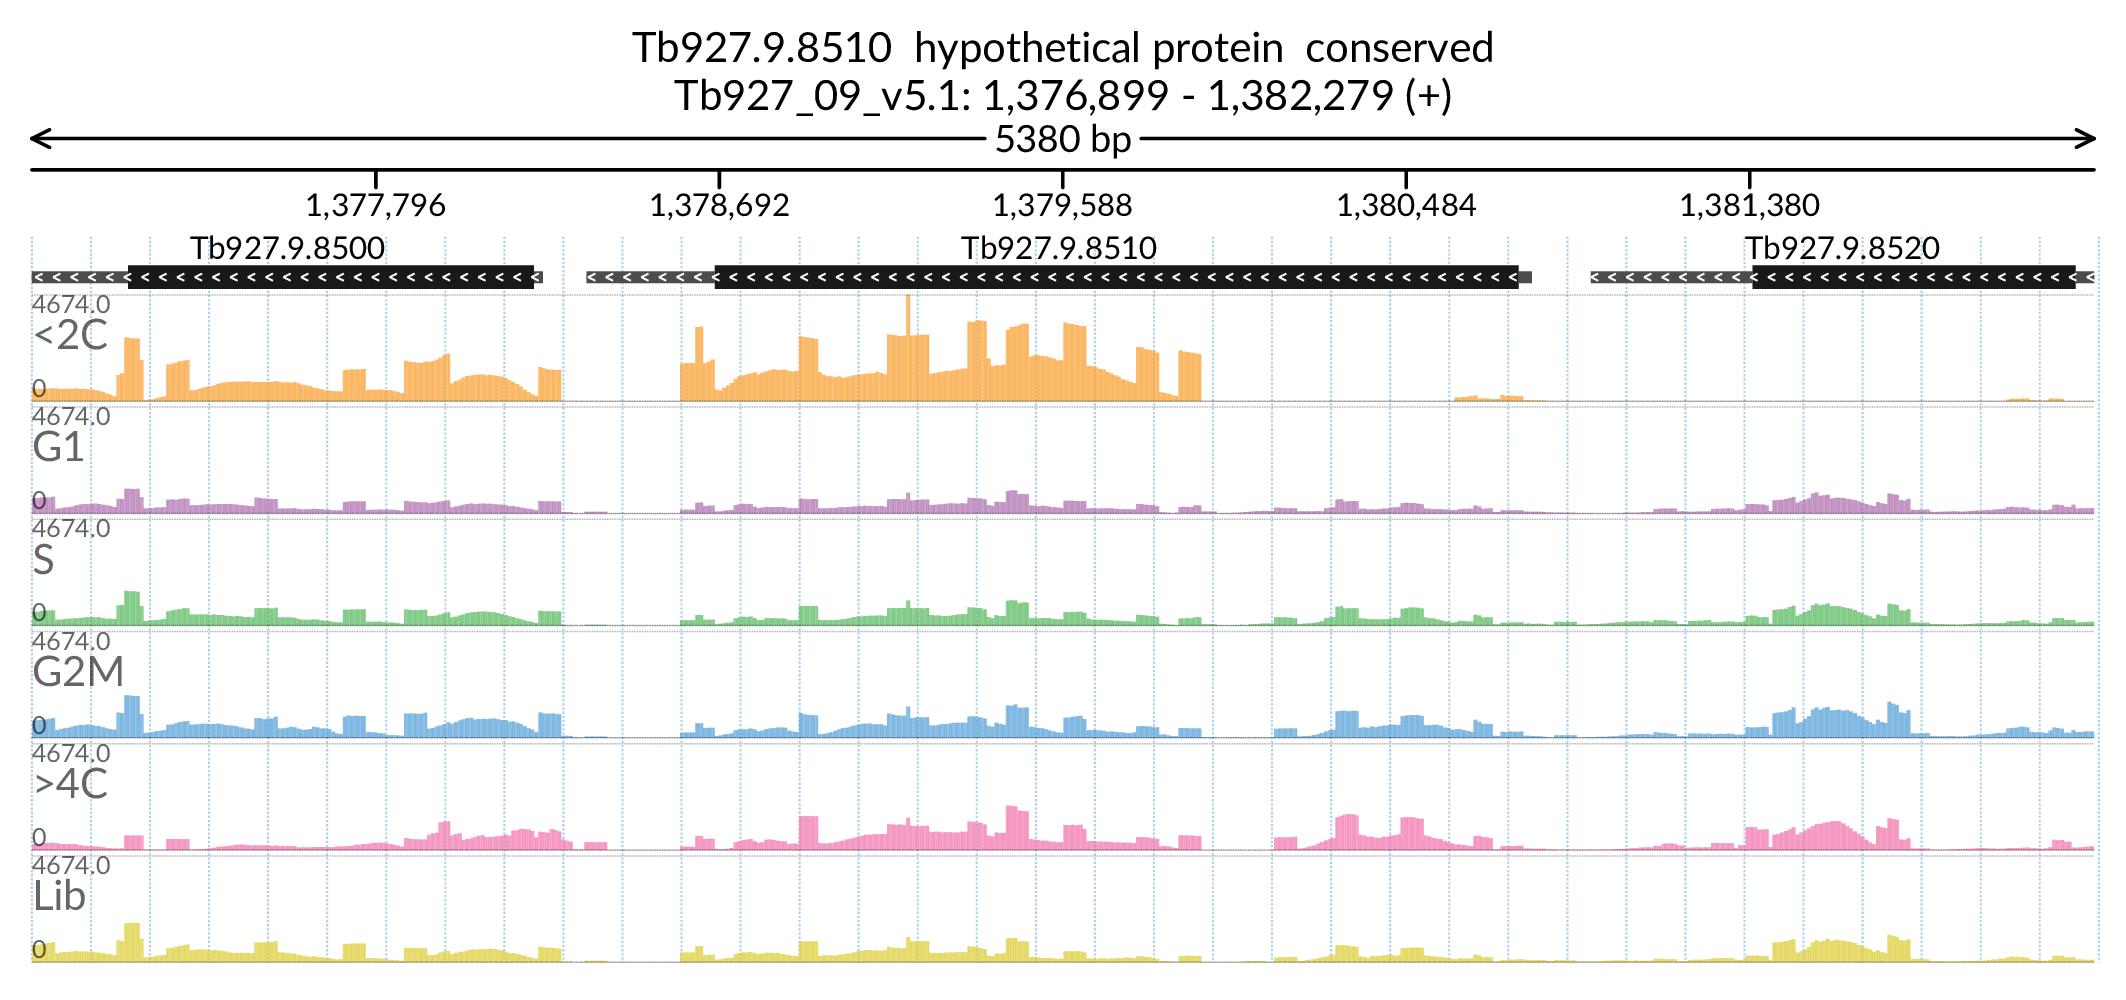 Tb927.9.8510 hypothetical protein conserved
Tb927_09_v5.1: 1,376,899 - 1,382,279 (+)
5380 bp
1,377,796 1,378,692 1,379,588 1,380,484 1,381,380
Tb927.9.8500 Tb927.9.8510 Tb927.9.8520
4674.0
<2C
0
4674.0
G1
0
4674.0
S
0
4674.0
G2M
0
4674.0
>4C
0
4674.0
Lib
0